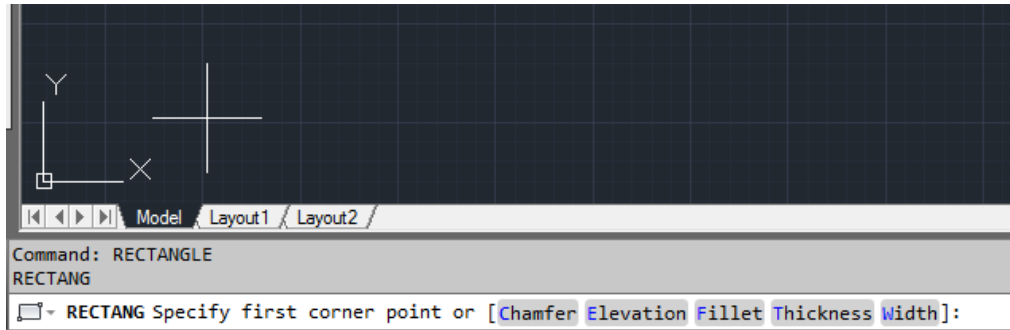 Y
X
Model Layout1 Layout2
Command: RECTANGLE
RECTANG
RECTANG Specify first corner point or [Chamfer Elevation Fillet Thickness Width]: